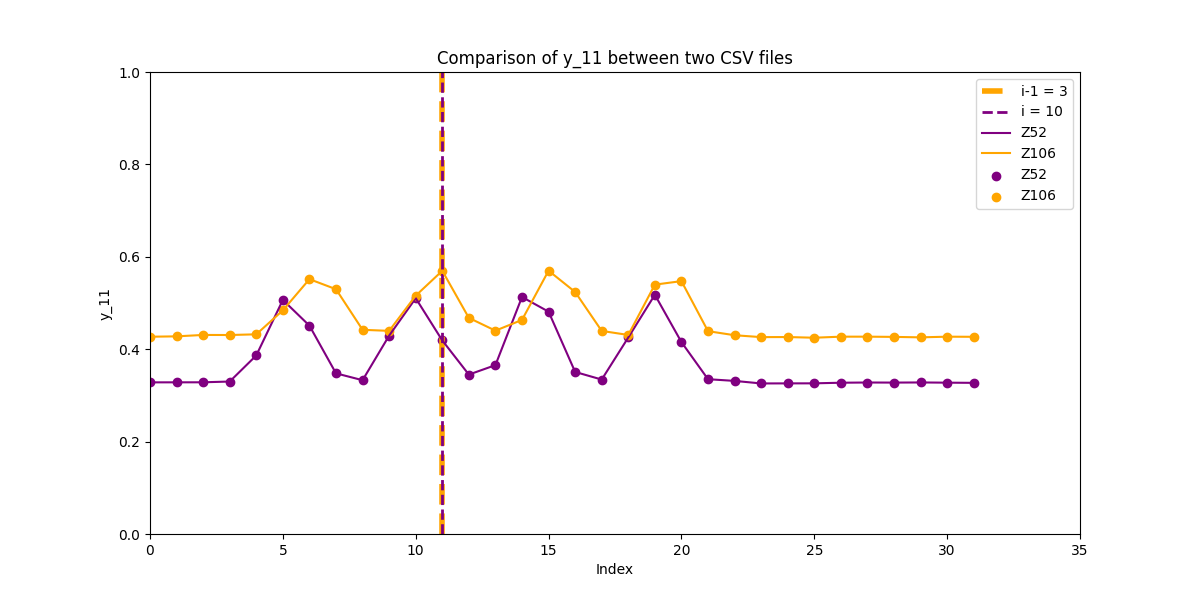 Comparison of y_11 between two CSV files
1.0
0.8
0.6
0.4
0.2
0.0
y_11
0 5 10 15 20 25 30 35
Index
i-1 = 3
i = 10
Z52
Z106
Z52
Z106